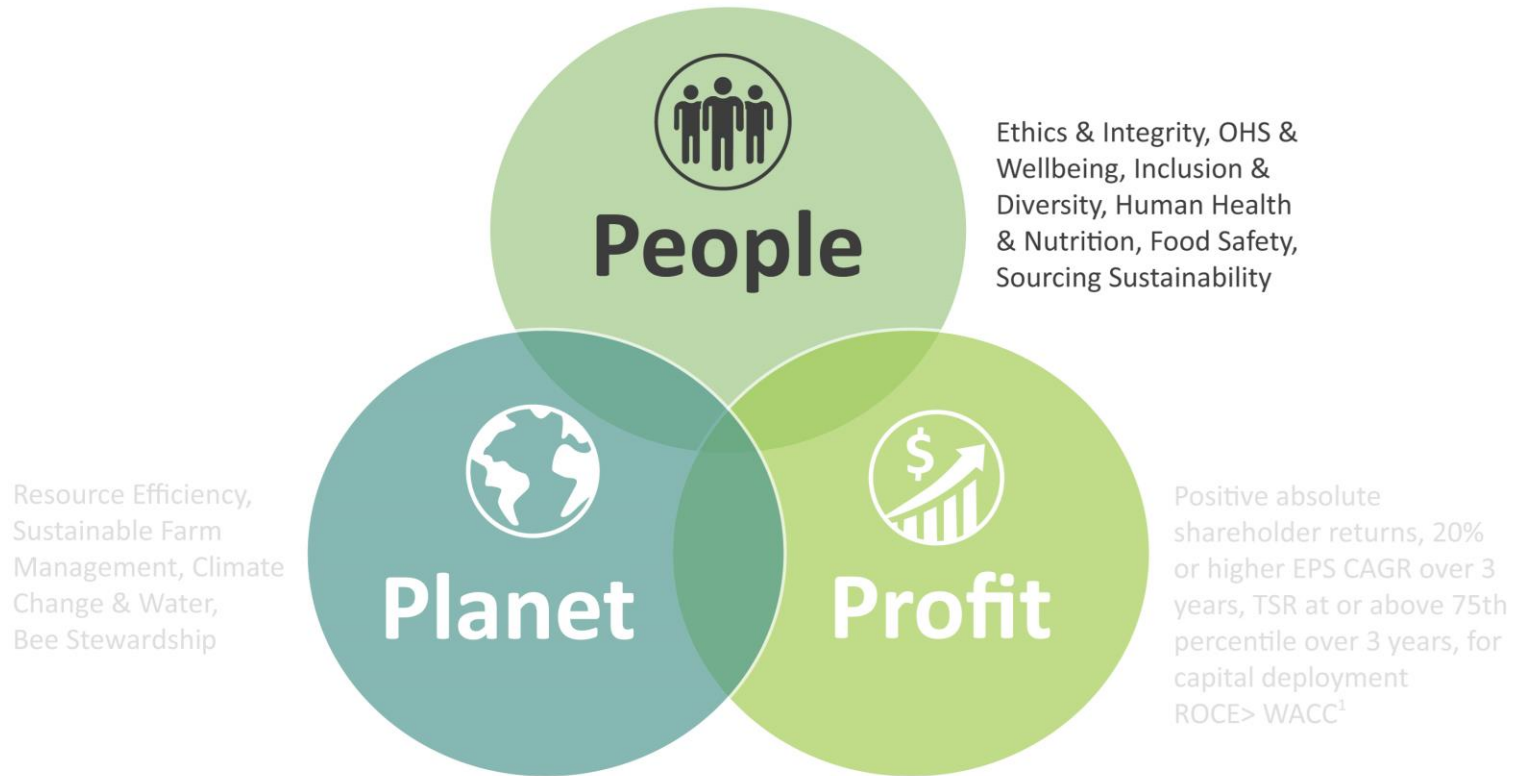 People
Ethics & Integrity, OHS &
Wellbeing, Inclusion &
Diversity, Human Health
& Nutrition, Food Safety,
Sourcing Sustainability
Resource Efficiency,
Sustainable Farm
Management, Climate
Change & Water,
Bee Stewardship
Planet
$
Profit
Positive absolute
shareholder returns, 20%
or higher EPS CAGR over 3
years, TSR at or above 75th
percentile over 3 years, for
capital deployment
ROCE> WACC¹